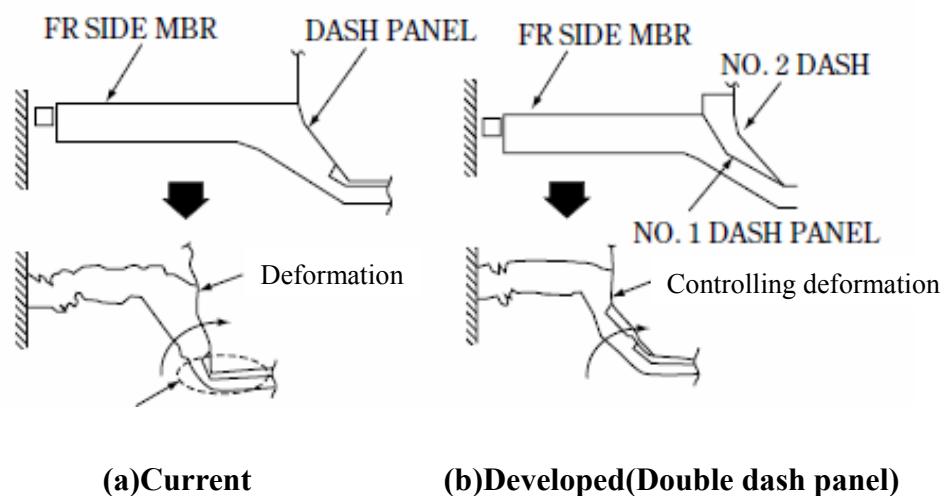 FR SIDE MBR
DASH PANEL
FR SIDE MBR
NO. 2 DASH
NO. 1 DASH PANEL
Deformation
Controlling deformation
(a)Current
(b)Developed(Double dash panel)